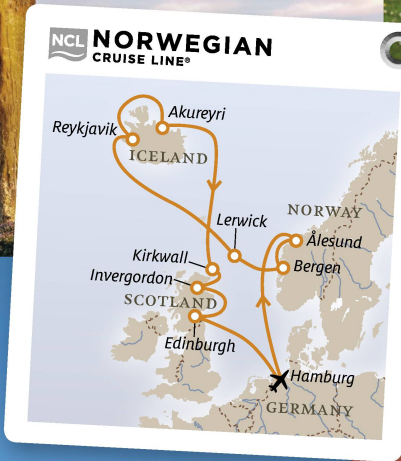 NCL NORWEGIAN
CRUISE LINE®
Akureyri
Reykjavik
ICELAND
Lerwick
NORWAY
Kirkwall
Ålesund
Invergordon
Bergen
SCOTLAND
Edinburgh
Hamburg
GERMANY